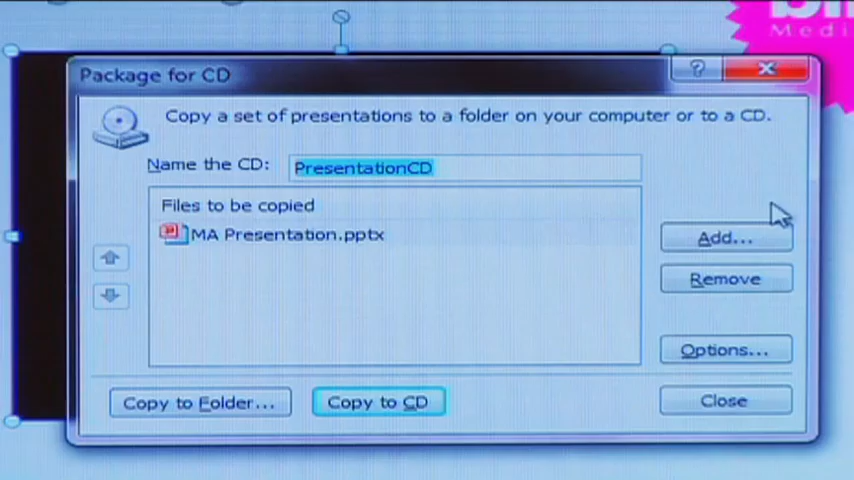 Medi
Package for CD
Copy a set of presentations to a folder on your computer or to a CD.
Name the CD: PresentationCD
Files to be copied
MA Presentation.pptx
Add...
Remove
Options...
Copy to Folder...
Copy to CD
Close